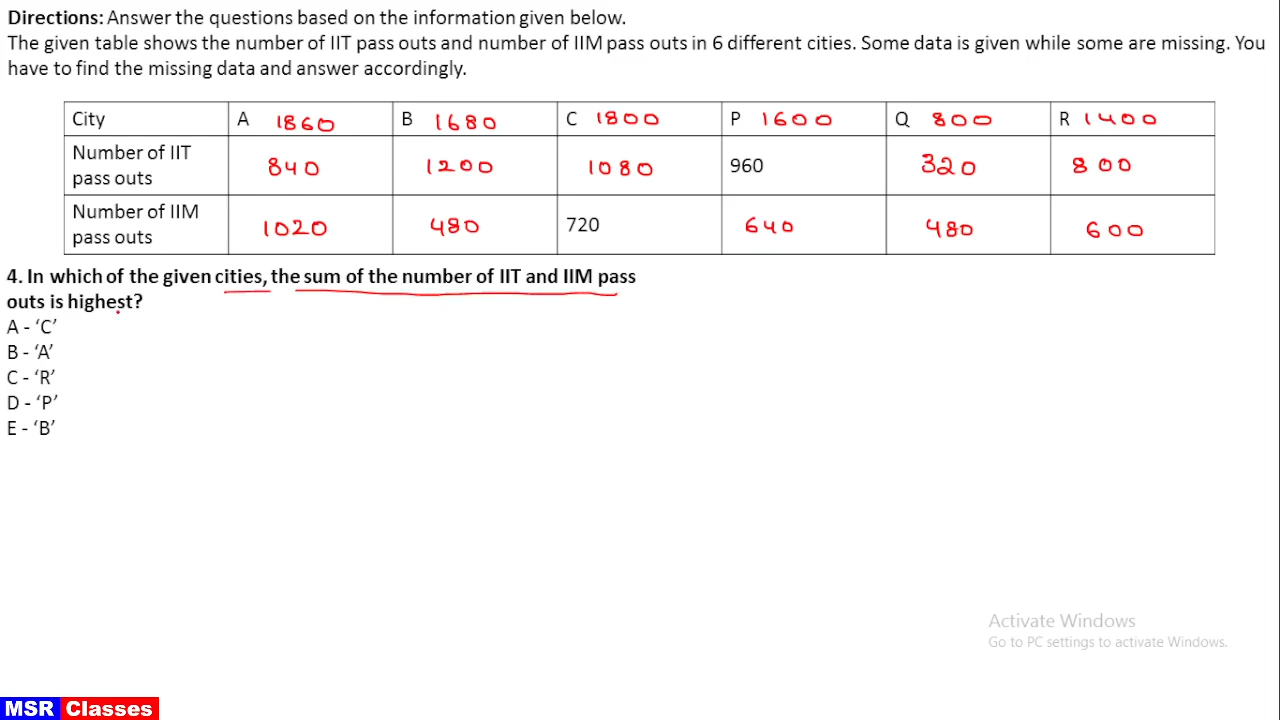 Directions: Answer the questions based on the information given below.
The given table shows the number of IIT pass outs and number of IIM pass outs in 6 different cities. Some data is given while some are missing. You
have to find the missing data and answer accordingly.
City A 1860 B 1680 C 1800 P 1600 Q 800 R 1400
Number of IIT
pass outs 840 1200 1080 960 320 800
Number of IIM
pass outs 1020 480 720 640 480 600
4. In which of the given cities, the sum of the number of IIT and IIM pass
outs is highest?
A - ‘C’
B - ‘A’
C - ‘R’
D - ‘P’
E - ‘B’
Activate Windows
Go to PC settings to activate Windows.
MSR Classes